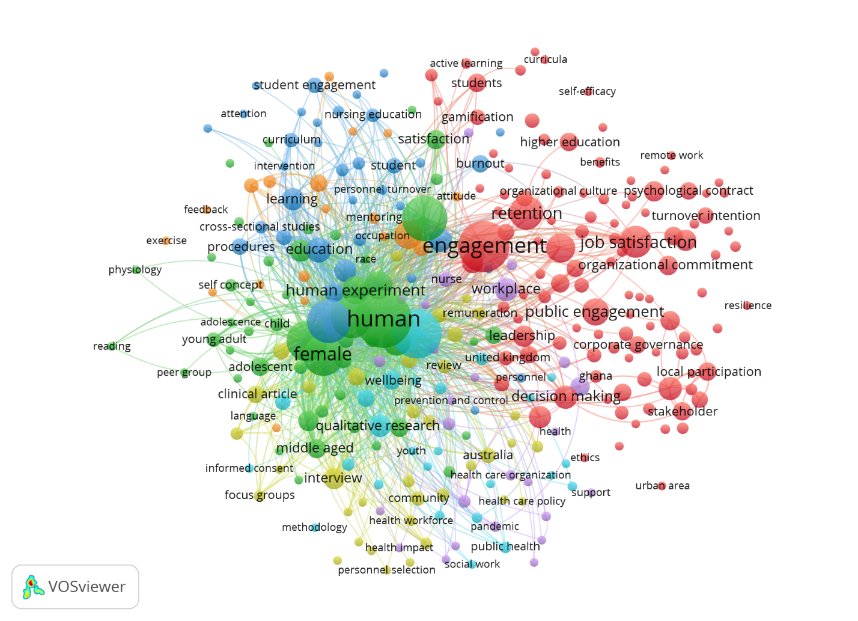 active learning
curricula
student engagement
students
self-efficacy
attention
nursing education
gamification
curriculum
satisfaction
higher education
remote work
intervention
student
burnout
benefits
personnel turnover
attitude
organizational culture
psychological contract
learning
feedback
mentoring
retention
turnover intention
cross-sectional studies
occupation
exercise
procedures
education
engagement
job satisfaction
race
physiology
organizational commitment
self concept
human experiment
nurse
workplace
resilience
adolescence
child
human
remuneration
public engagement
reading
young adult
leadership
corporate governance
female
united kingdom
peer group
adolescent
review
local participation
wellbeing
personnel
ghana
clinical article
prevention and control
decision making
language
qualitative research
stakeholder
health
middle aged
youth
australia
ethics
informed consent
interview
health care organization
focus groups
community
health care policy
support
urban area
methodology
health workforce
pandemic
health impact
public health
personnel selection
social work
VOSviewer